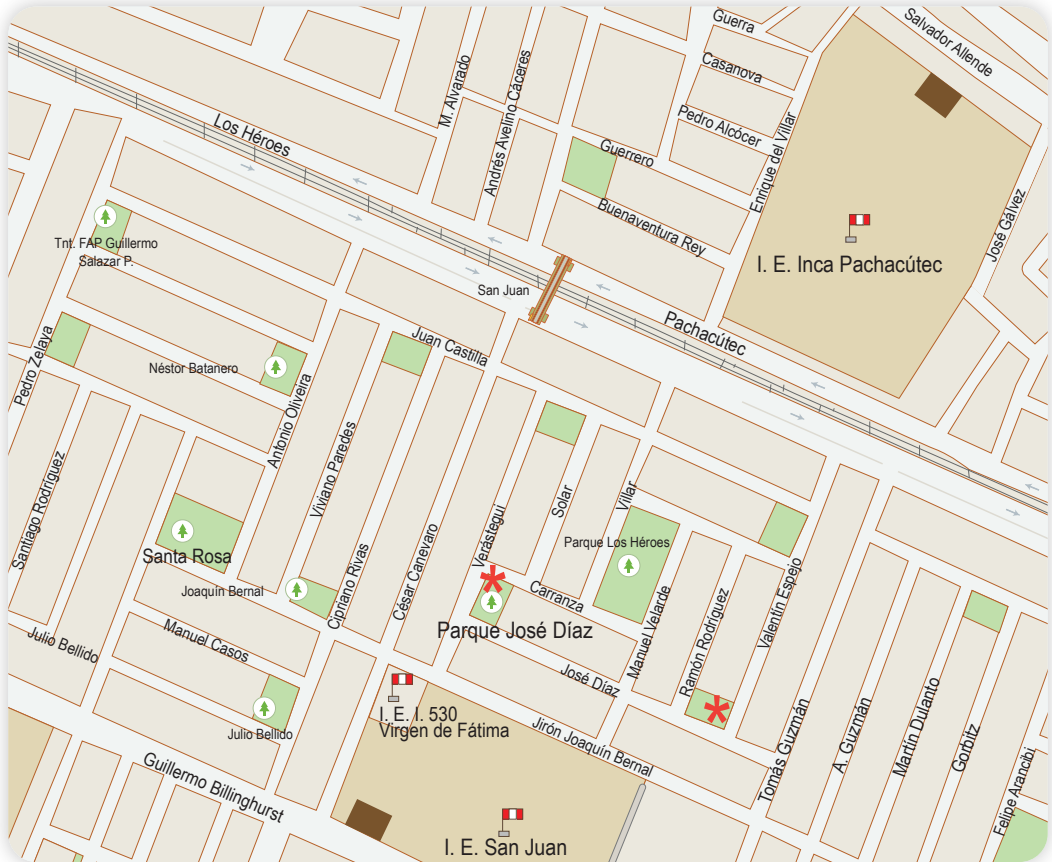 Guerra
Salvador Allende
Casanova
M. Alvarado
Andrés Avelino Cáceres
Los Héroes
Pedro Alcócer
Guerrero
Enrique del Villar
José Gálvez
Buenaventura Rey
Tnt. FAP Guillermo
Salazar P.
I. E. Inca Pachacútec
San Juan
Pachacútec
Juan Castilla
Pedro Zelaya
Néstor Batanero
Antonio Oliveira
Viviano Paredes
Santiago Rodríguez
Solar
Villar
Verástegui
Parque Los Héroes
Santa Rosa
Joaquín Bernal
Cipriano Rivas
César Canevaro
Carranza
Valentín Espejo
Manuel Velarde
Ramón Rodríguez
Parque José Díaz
Manuel Casos
Julio Bellido
José Díaz
I. E. I. 530
Virgen de Fátima
Julio Bellido
Jirón Joaquín Bernal
Tomás Guzmán
A. Guzmán
Martín Dulanto
Gorbitz
Felipe Arancibi
Guillermo Billinghurst
I. E. San Juan